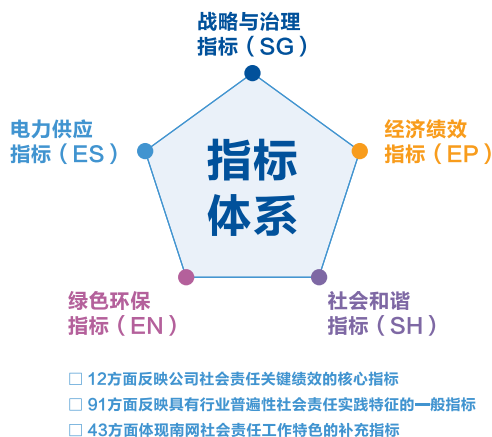 战略与治理
指标（SG）
电力供应
指标（ES）
经济绩效
指标（EP）
指标
体系
绿色环保
指标（EN）
社会和谐
指标（SH）
□ 12方面反映公司社会责任关键绩效的核心指标
□ 91方面反映具有行业普遍性社会责任实践特征的一般指标
□ 43方面体现南网社会责任工作特色的补充指标